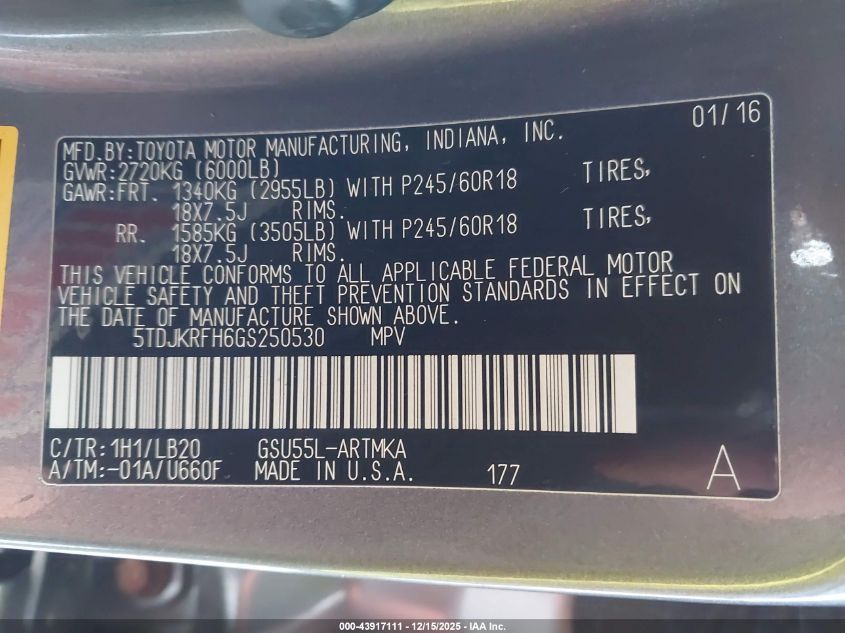 01/16
MFD.BY:TOYOTA MOTOR MANUFACTURING, INDIANA, INC.
GVWR:2720KG (6000LB)
GAWR:FRT. 1340KG (2955LB) WITH P245/60R18 TIRES,
18X7.5J RIMS.
RR. 1585KG (3505LB) WITH P245/60R18 TIRES,
18X7.5J RIMS.
THIS VEHICLE CONFORMS TO ALL APPLICABLE FEDERAL MOTOR
VEHICLE SAFETY AND THEFT PREVENTION STANDARDS IN EFFECT ON
THE DATE OF MANUFACTURE SHOWN ABOVE.
5TDJKRFH6GS250530 MPV
C/TR:1H1/LB20 GSU55L-ARTMKA
A/TM:-01A/U660F MADE IN U.S.A. 177 A
000-43917111 - 12/15/2025 - IAA Inc.